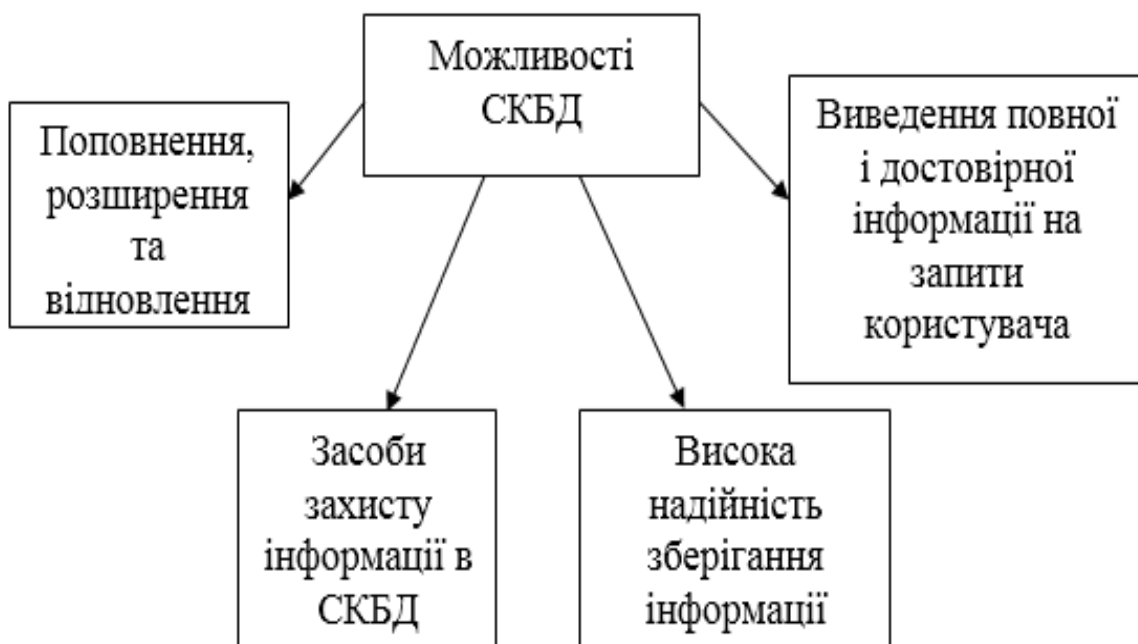 Можливості
СКБД
Поповнення,
розширення
та
відновлення
Виведення повної
і достовірної
інформації на
запити
користувача
Засоби
захисту
інформації в
СКБД
Висока
надійність
зберігання
інформації